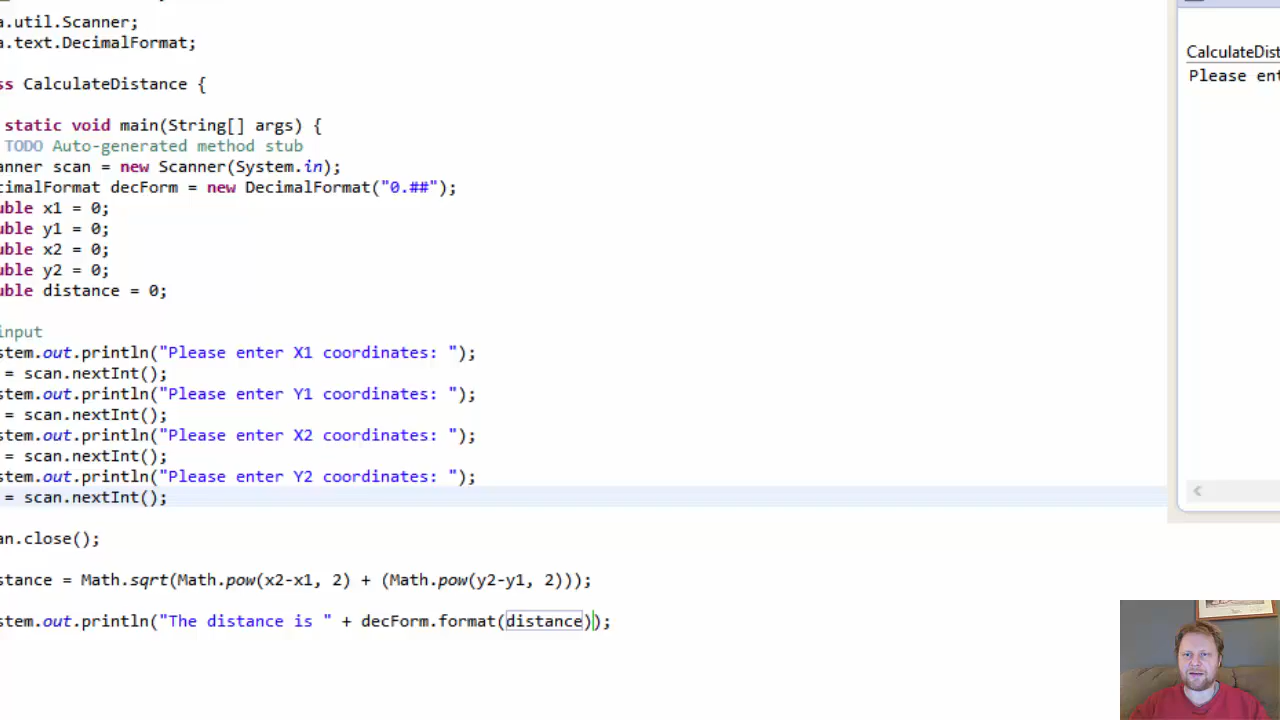 a.util.Scanner;
a.text.DecimalFormat;
ss CalculateDistance {
static void main(String[] args) {
TODO Auto-generated method stub
anner scan = new Scanner(System.in);
cimalFormat decForm = new DecimalFormat("0.##");
uble x1 = 0;
uble y1 = 0;
uble x2 = 0;
uble y2 = 0;
uble distance = 0;
input
stem.out.println("Please enter X1 coordinates: ");
= scan.nextInt();
stem.out.println("Please enter Y1 coordinates: ");
= scan.nextInt();
stem.out.println("Please enter X2 coordinates: ");
= scan.nextInt();
stem.out.println("Please enter Y2 coordinates: ");
= scan.nextInt();
an.close();
stance = Math.sqrt(Math.pow(x2-x1, 2) + (Math.pow(y2-y1, 2)));
stem.out.println("The distance is " + decForm.format(distance));
CalculateDist
Please ent